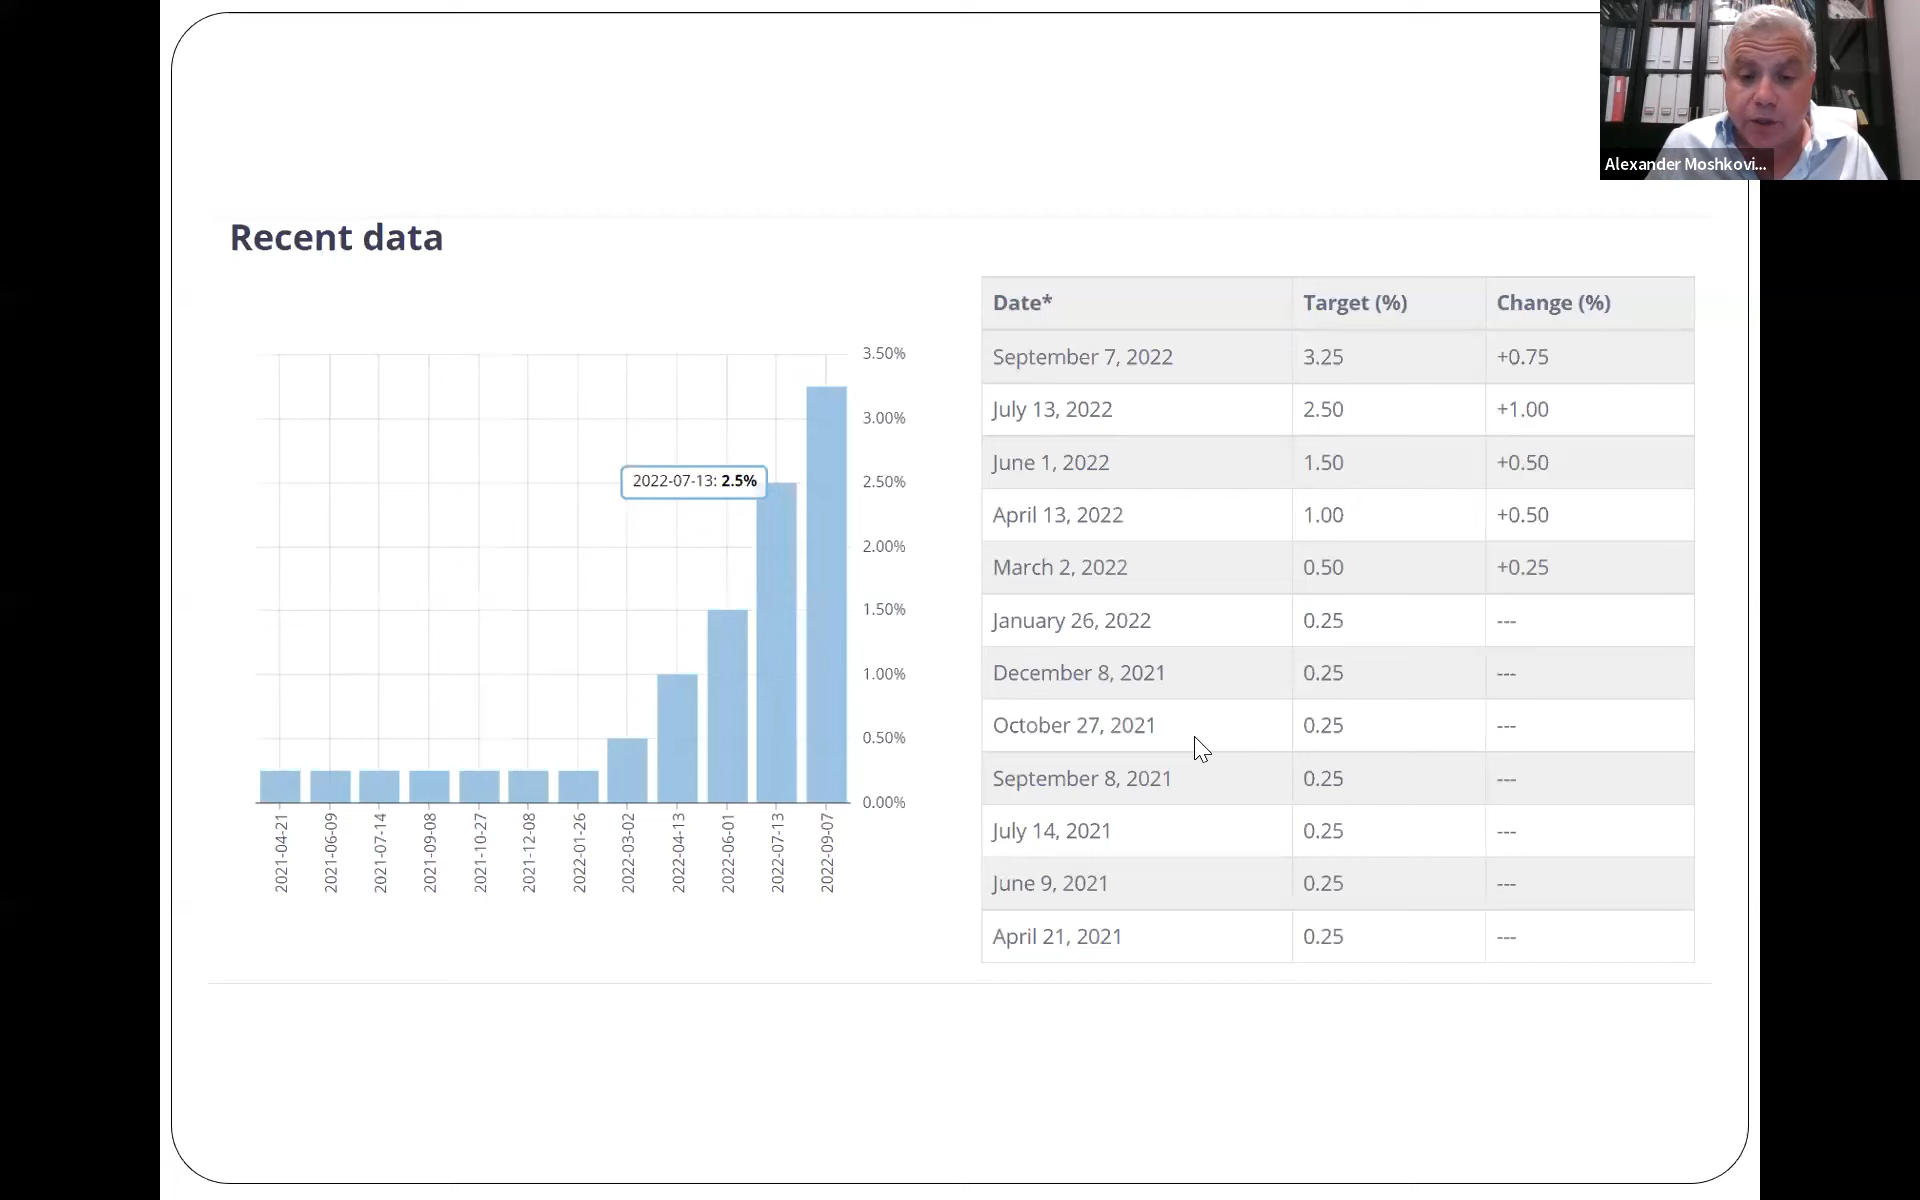 Alexander Moshkovi...
Recent data
3.50%
3.00%
2.50%
2.00%
1.50%
1.00%
0.50%
0.00%
2022-07-13: 2.5%
2021-04-21
2021-06-09
2021-07-14
2021-09-08
2021-10-27
2021-12-08
2022-01-26
2022-03-02
2022-04-13
2022-06-01
2022-07-13
2022-09-07
Date* Target (%) Change (%)
September 7, 2022 3.25 +0.75
July 13, 2022 2.50 +1.00
June 1, 2022 1.50 +0.50
April 13, 2022 1.00 +0.50
March 2, 2022 0.50 +0.25
January 26, 2022 0.25 ---
December 8, 2021 0.25 ---
October 27, 2021 0.25 ---
September 8, 2021 0.25 ---
July 14, 2021 0.25 ---
June 9, 2021 0.25 ---
April 21, 2021 0.25 ---